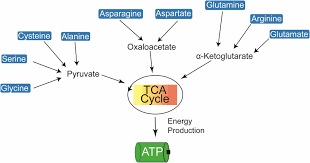 Glutamine
Asparagine
Aspartate
Arginine
Cysteine
Alanine
Glutamate
Oxaloacetate
α-Ketoglutarate
Serine
Pyruvate
Glycine
TCA
Cycle
Energy
Production
ATP